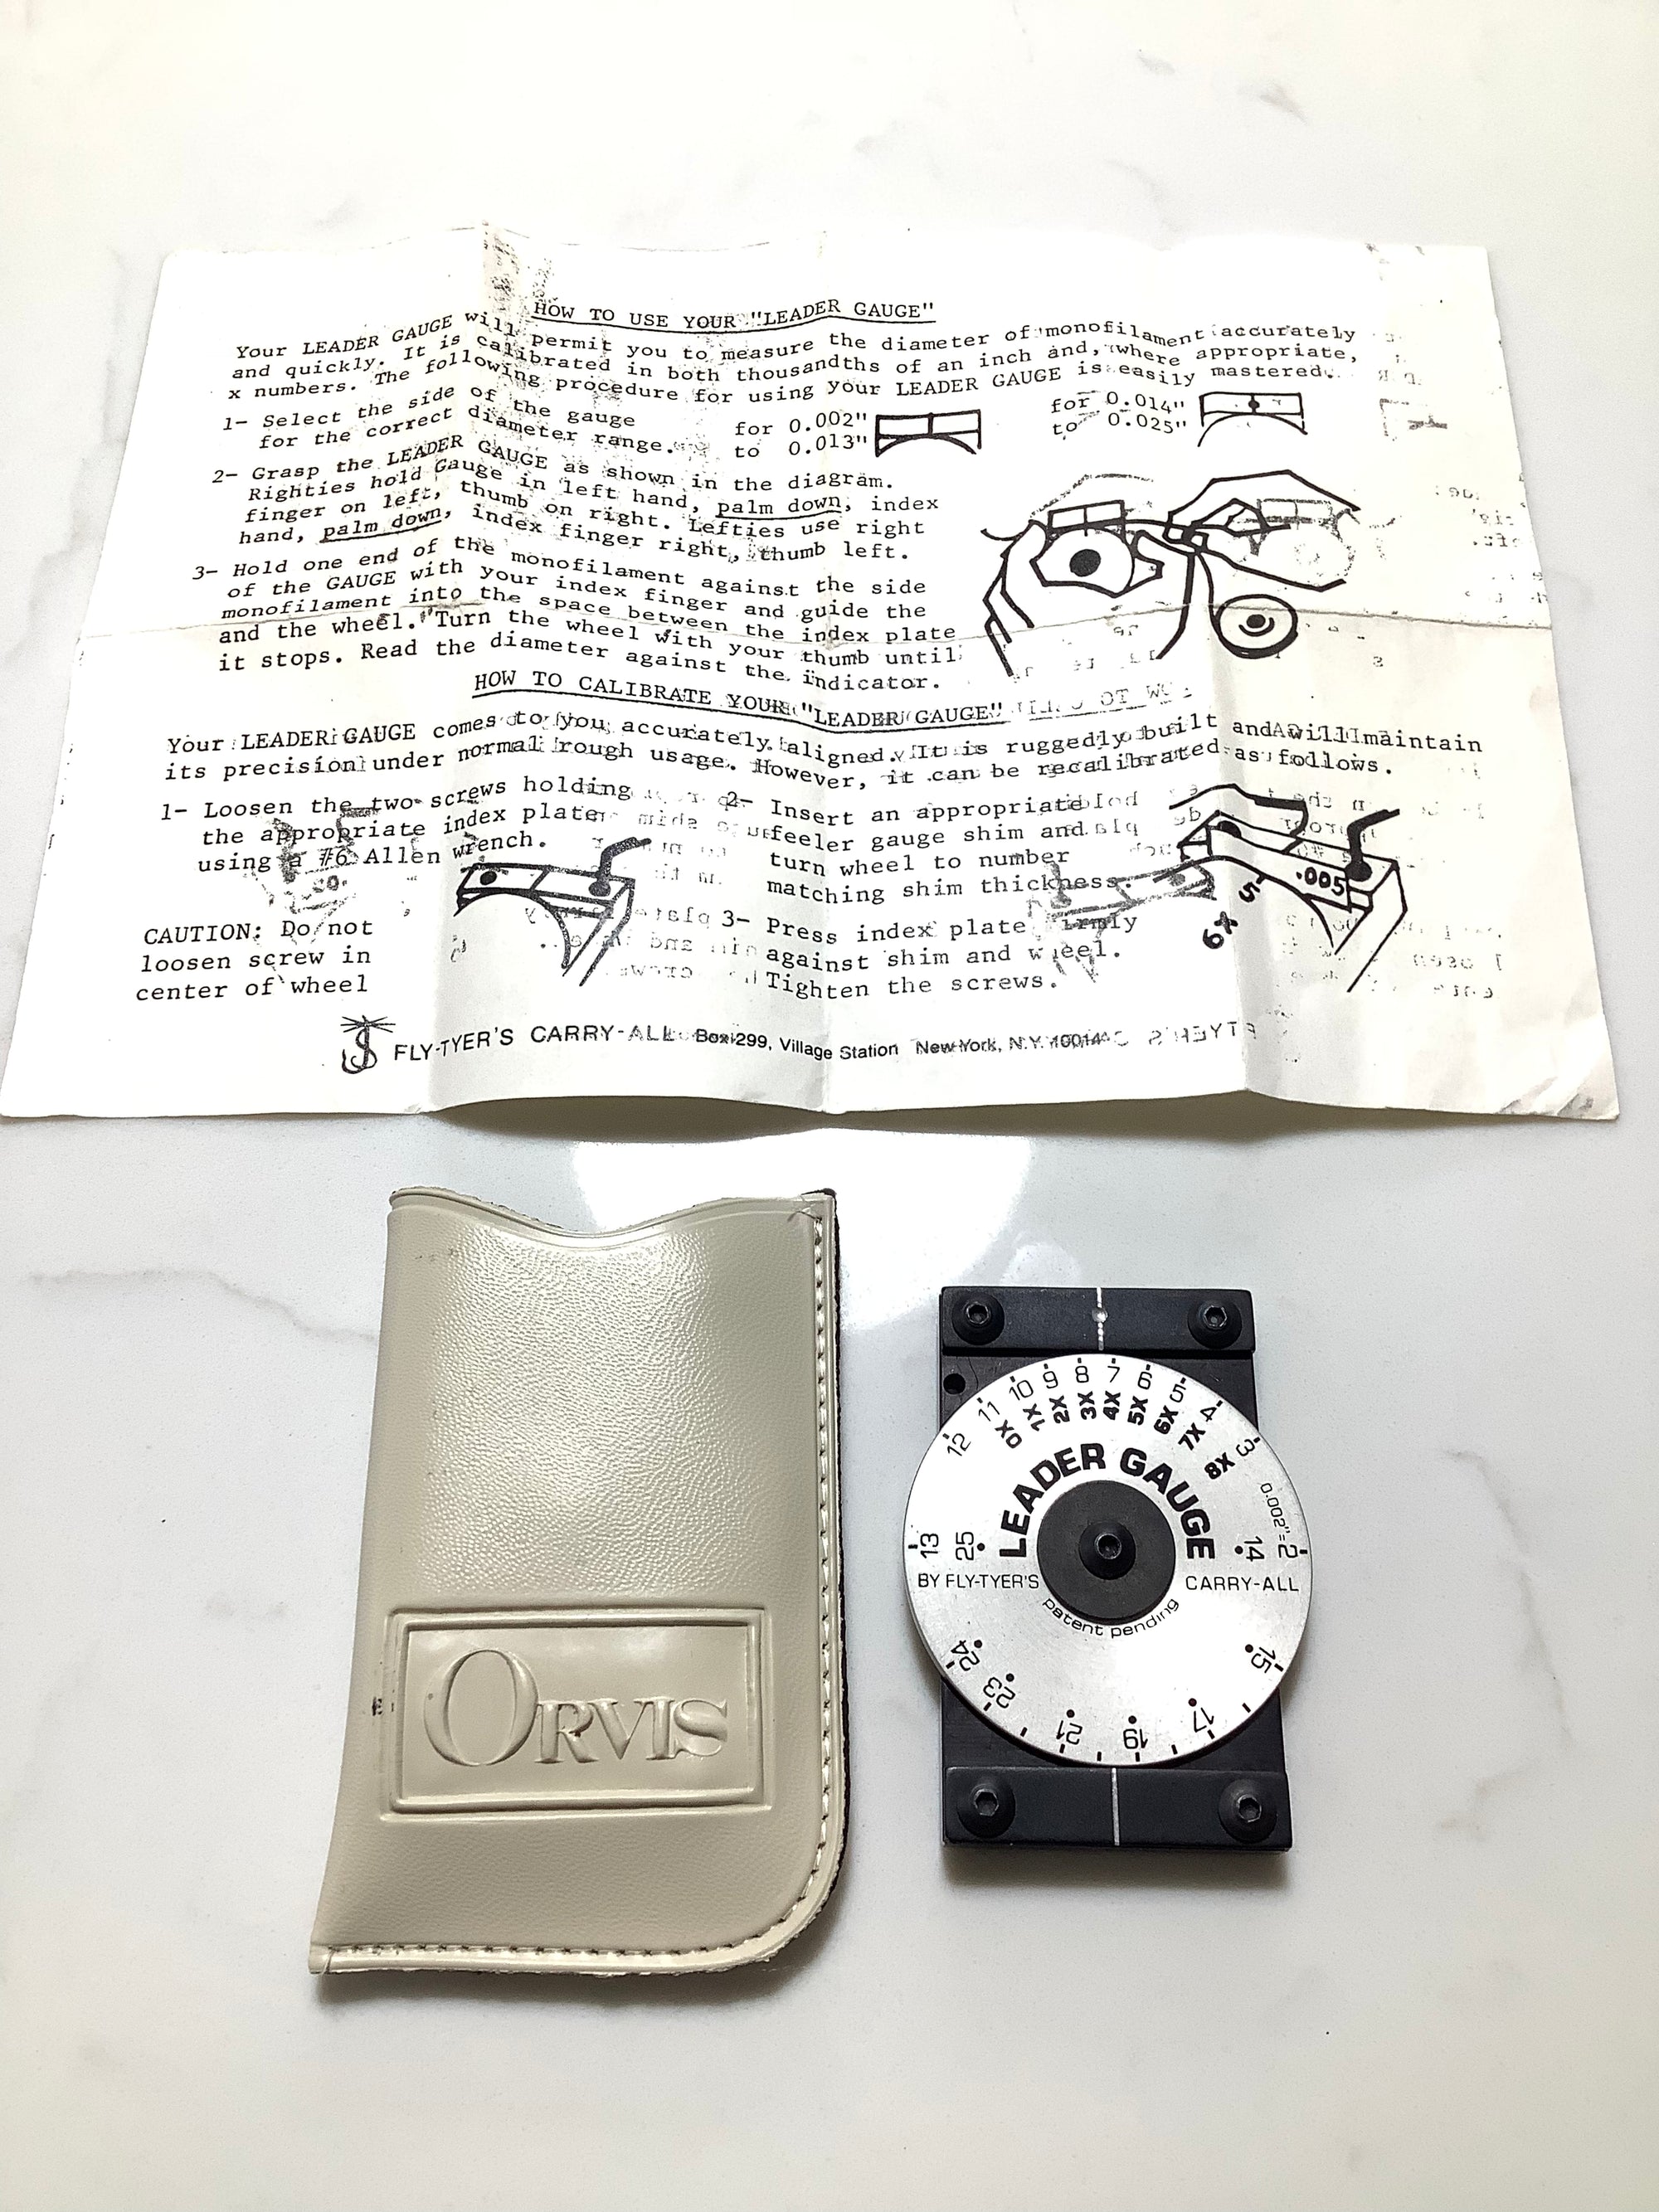 HOW TO USE YOUR "LEADER GAUGE"
Your LEADER GAUGE will permit you to measure the diameter of monofilament accurately
and quickly. It is calibrated in both thousandths of an inch and, where appropriate,
x numbers. The following procedure for using your LEADER GAUGE is easily mastered.
1- Select the side of the gauge
for the correct diameter range.
for 0.002"
to 0.013"
for 0.014"
to 0.025"
2- Grasp the LEADER GAUGE as shown in the diagram.
Righties hold Gauge in left hand, palm down, index
finger on left, thumb on right. Lefties use right
hand, palm down, index finger right, thumb left.
3- Hold one end of the monofilament against the side
of the GAUGE with your index finger and guide the
monofilament into the space between the index plate
and the wheel. Turn the wheel with your thumb until
it stops. Read the diameter against the indicator.
HOW TO CALIBRATE YOUR "LEADER GAUGE"
Your LEADER GAUGE comes to you accurately aligned. It is ruggedly built and will maintain
its precision under normal rough usage. However, it can be recalibrated as follows.
1- Loosen the two screws holding
the appropriate index plate
using a #6 Allen wrench.
2- Insert an appropriate
feeler gauge shim and
turn wheel to number
matching shim thickness.
.005
5
6x
3- Press index plate firmly
against shim and wheel.
Tighten the screws.
CAUTION: Do not
loosen screw in
center of wheel
FLY-TYER'S CARRY-ALL Box 299, Village Station New York, N.Y. 10014
ORVIS
13 12 11 10 9 8 7 6 5 4 3 0.002"=2
0X 1X 2X 3X 4X 5X 6X 7X 8X
LEADER GAUGE
25 14
BY FLY-TYER'S CARRY-ALL
patent pending
24 23 21 19 17 15